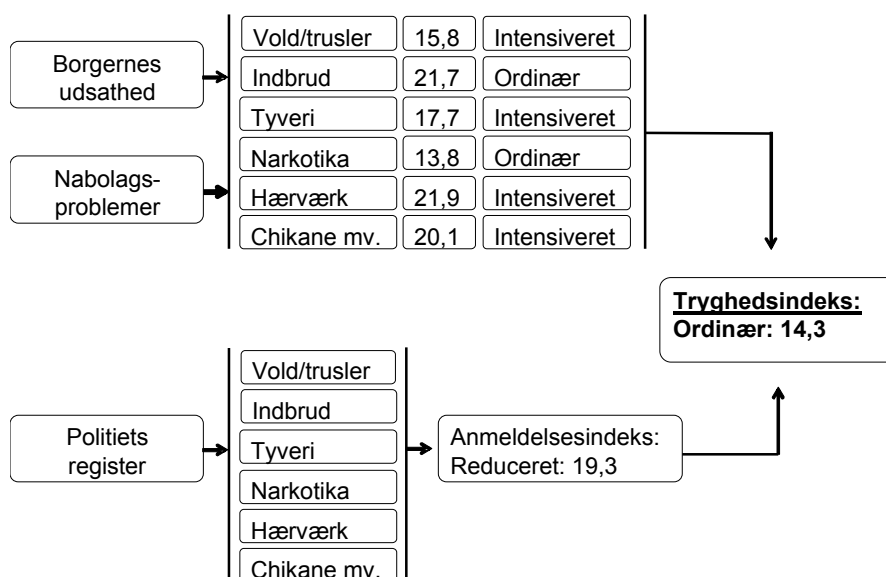 Borgernes
udsathed
Nabolags-
problemer
Vold/trusler 15,8 Intensiveret
Indbrud 21,7 Ordinær
Tyveri 17,7 Intensiveret
Narkotika 13,8 Ordinær
Hærværk 21,9 Intensiveret
Chikane mv. 20,1 Intensiveret
Tryghedsindeks:
Ordinær: 14,3
Politiets
register
Vold/trusler
Indbrud
Tyveri
Narkotika
Hærværk
Chikane mv.
Anmeldelsesindeks:
Reduceret: 19,3